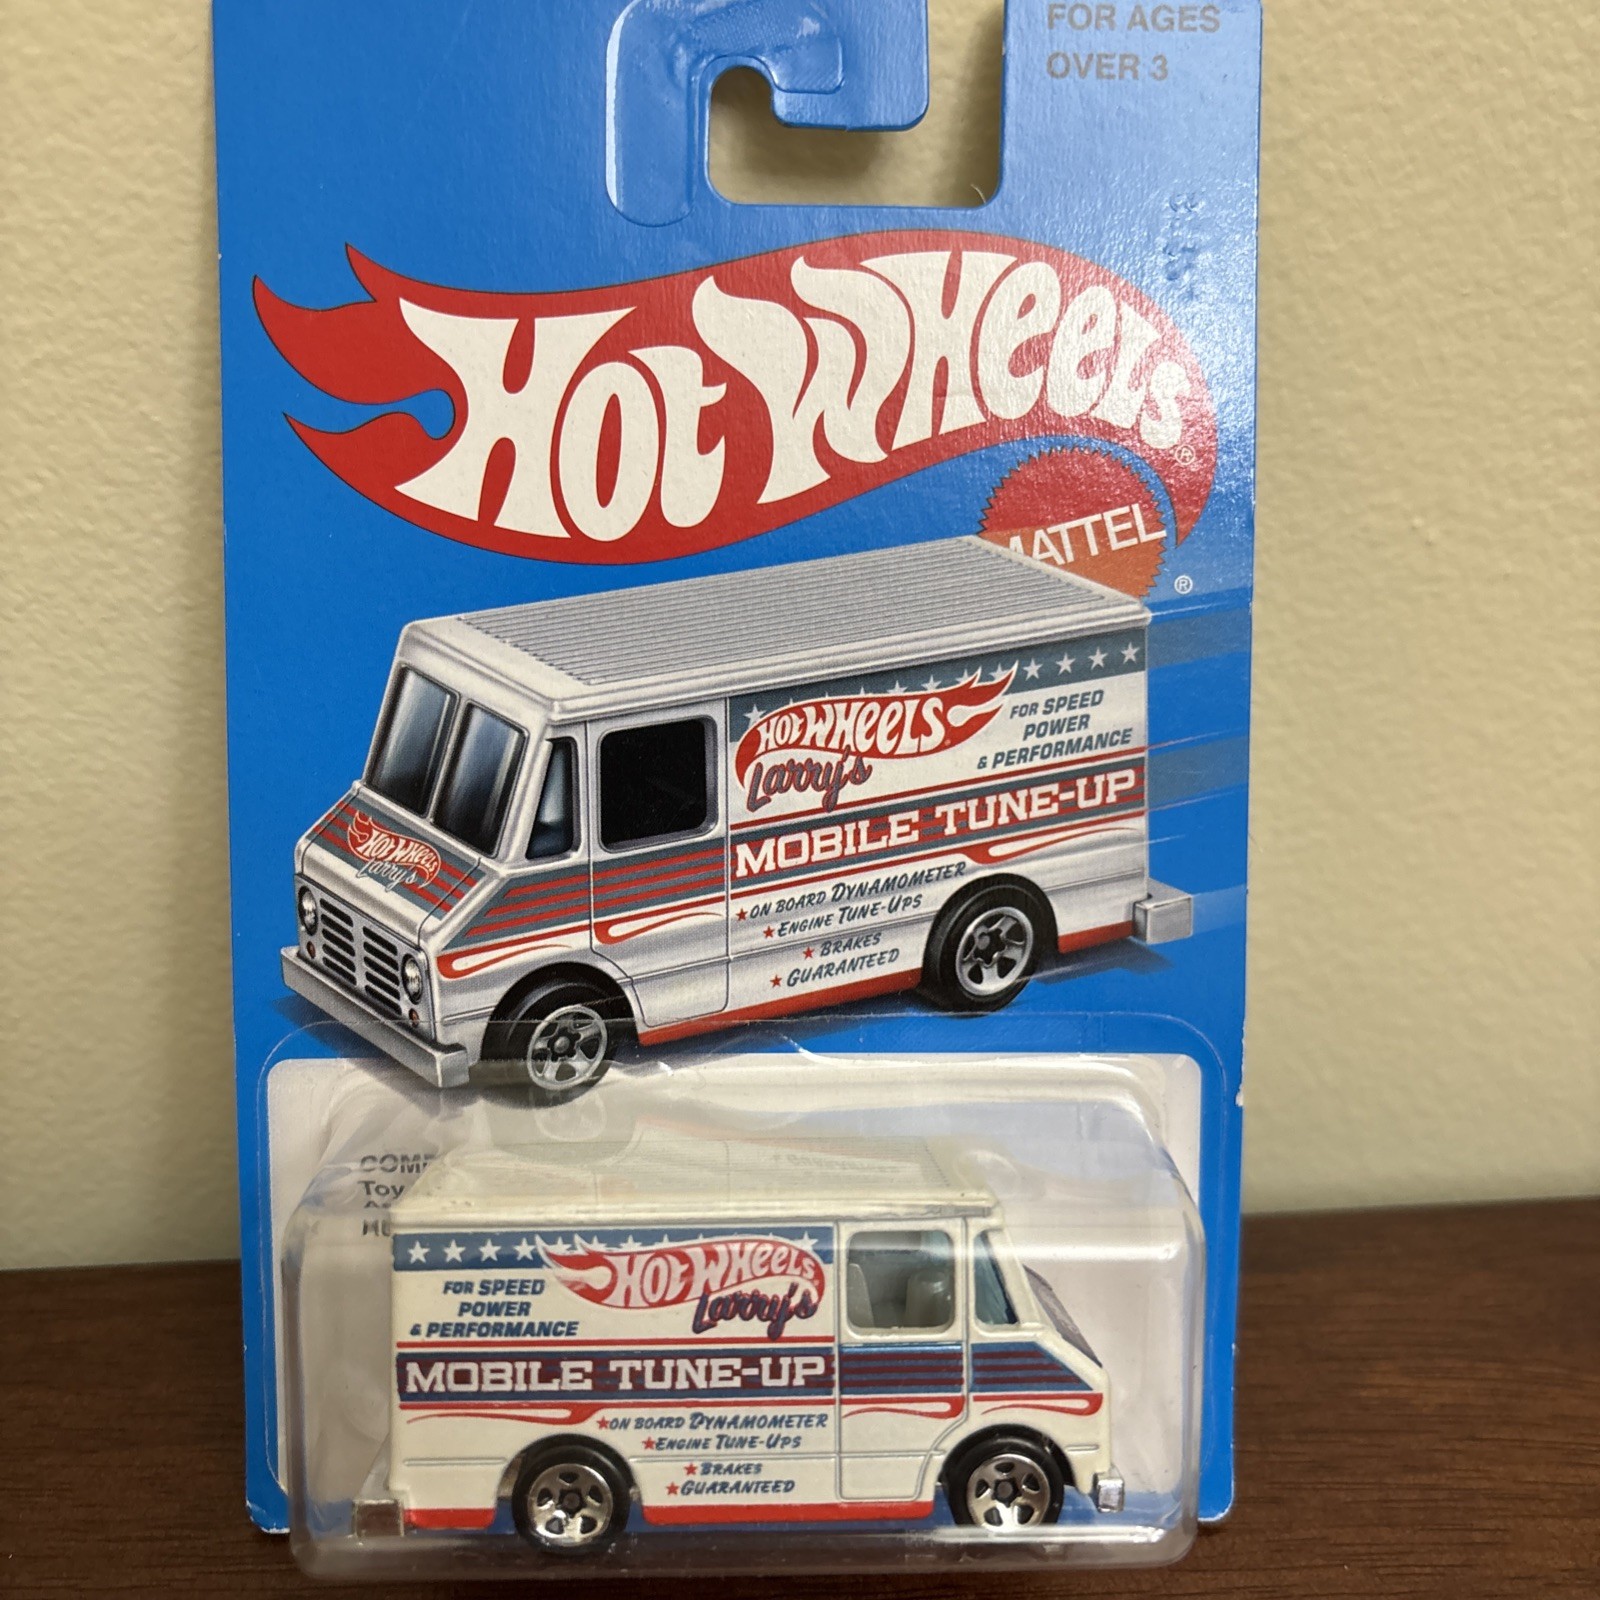 FOR AGES
OVER 3
HOT WHEELS®
MATTEL
®
HOT WHEELS
Larry's
FOR SPEED
POWER
& PERFORMANCE
MOBILE TUNE-UP
★ON BOARD DYNAMOMETER
★ENGINE TUNE-UPS
★BRAKES
★GUARANTEED
HOT WHEELS
Larry's
COM
Toy
HOT WHEELS
Larry's
FOR SPEED
POWER
& PERFORMANCE
MOBILE TUNE-UP
★ON BOARD DYNAMOMETER
★ENGINE TUNE-UPS
★BRAKES
★GUARANTEED